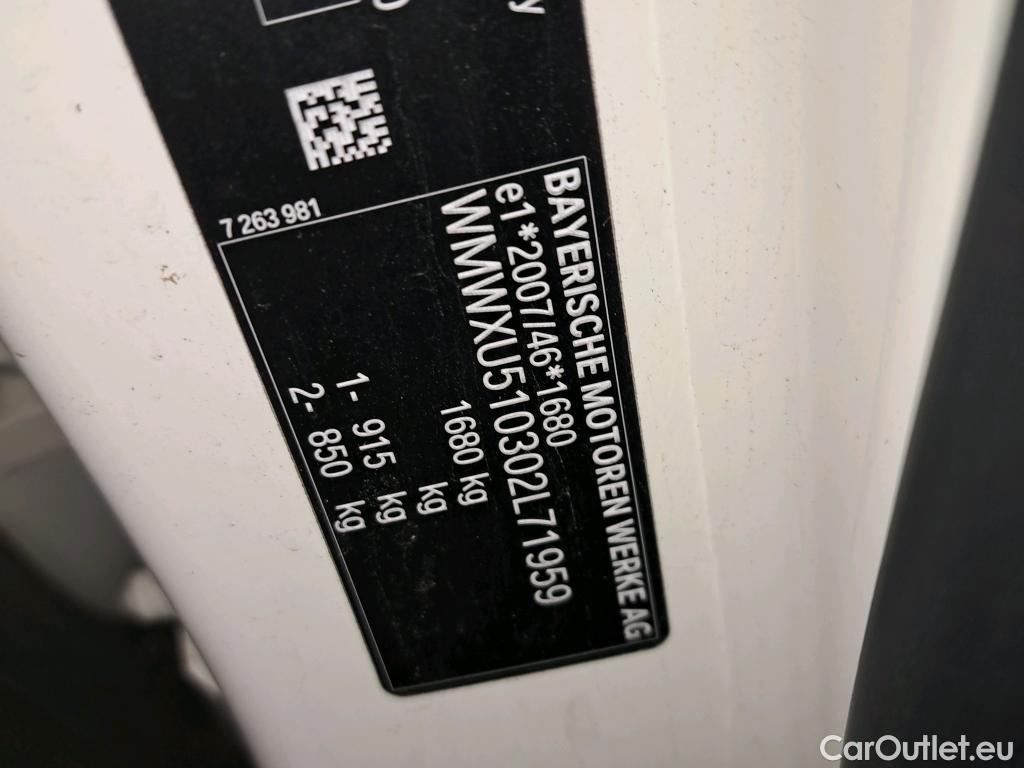 y
7 263 981
BAYERISCHE MOTOREN WERKE AG
e1*2007/46*1680
WMWXU510302L71959
1680 kg
kg
1- 915 kg
2- 850 kg
CarOutlet.eu